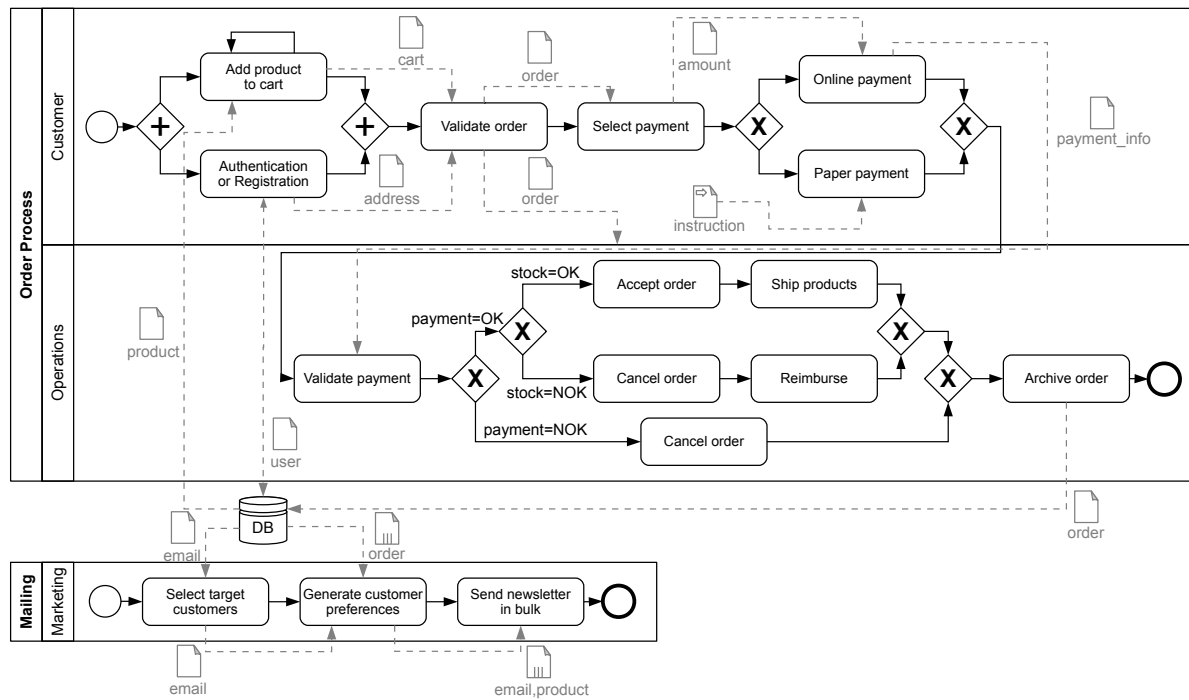 Order Process
Customer
Add product
to cart
cart
order
amount
Online payment
Validate order
Select payment
X
X
payment_info
Authentication
or Registration
address
order
instruction
Paper payment
Operations
product
user
stock=OK
Accept order
Ship products
payment=OK
X
X
Validate payment
X
stock=NOK
Cancel order
Reimburse
X
Archive order
payment=NOK
Cancel order
DB
email
order
order
Mailing
Marketing
Select target
customers
Generate customer
preferences
Send newsletter
in bulk
email
email,product